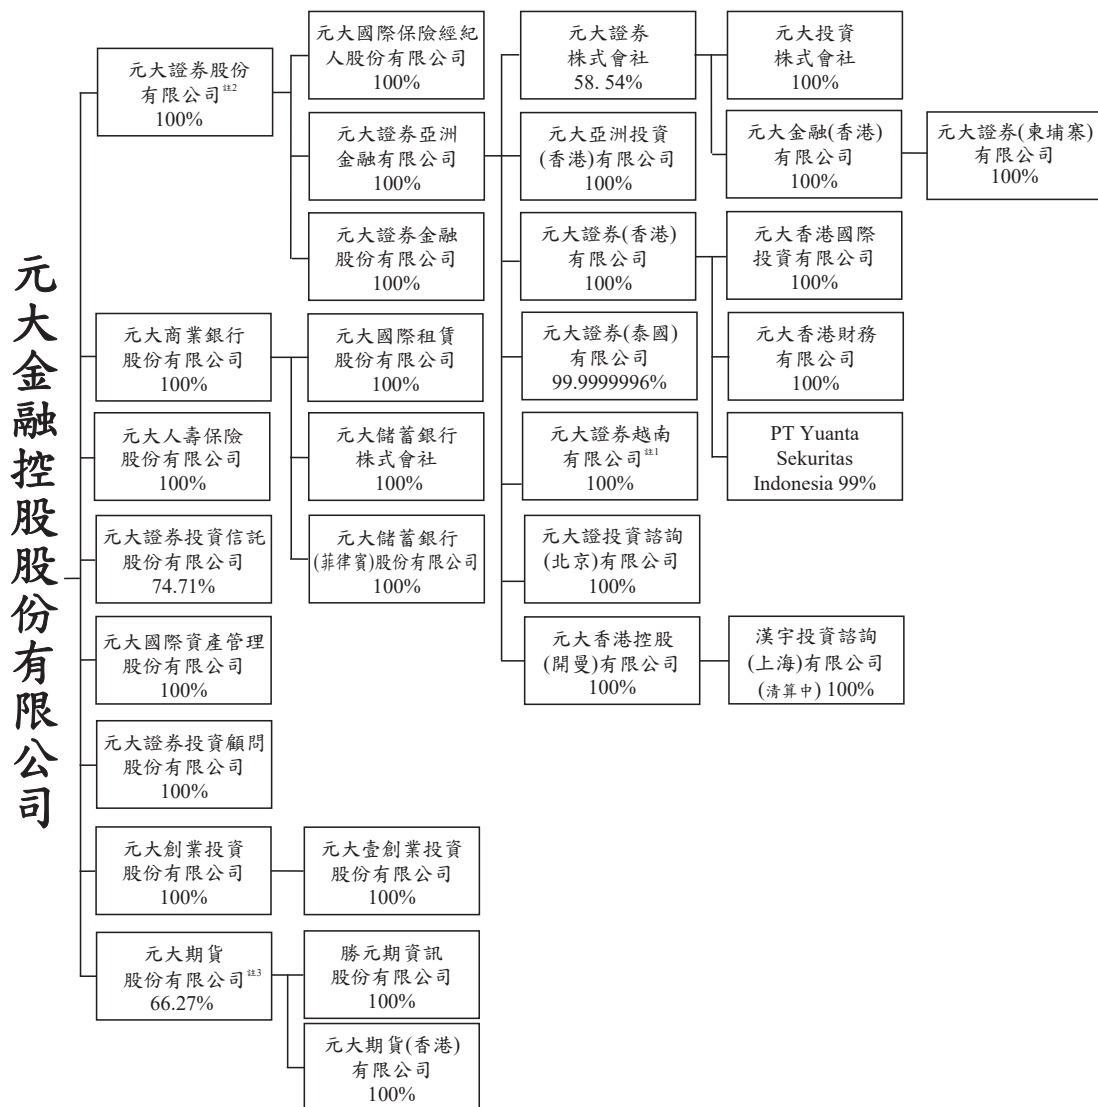 元大金融控股股份有限公司
元大證券股份
有限公司註2
100%
元大國際保險經紀
人股份有限公司
100%
元大證券亞洲
金融有限公司
100%
元大證券金融
股份有限公司
100%
元大證券
株式會社
58. 54%
元大投資
株式會社
100%
元大金融(香港)
有限公司
100%
元大證券(柬埔寨)
有限公司
100%
元大亞洲投資
(香港)有限公司
100%
元大證券(香港)
有限公司
100%
元大香港國際
投資有限公司
100%
元大香港財務
有限公司
100%
PT Yuanta
Sekuritas
Indonesia 99%
元大證券(泰國)
有限公司
99.9999996%
元大證券越南
有限公司註1
100%
元大證投資諮詢
(北京)有限公司
100%
元大香港控股
(開曼)有限公司
100%
漢宇投資諮詢
(上海)有限公司
(清算中) 100%
元大商業銀行
股份有限公司
100%
元大國際租賃
股份有限公司
100%
元大儲蓄銀行
株式會社
100%
元大儲蓄銀行
(菲律賓)股份有限公司
100%
元大人壽保險
股份有限公司
100%
元大證券投資信託
股份有限公司
74.71%
元大國際資產管理
股份有限公司
100%
元大證券投資顧問
股份有限公司
100%
元大創業投資
股份有限公司
100%
元大壹創業投資
股份有限公司
100%
元大期貨
股份有限公司註3
66.27%
勝元期資訊
股份有限公司
100%
元大期貨(香港)
有限公司
100%